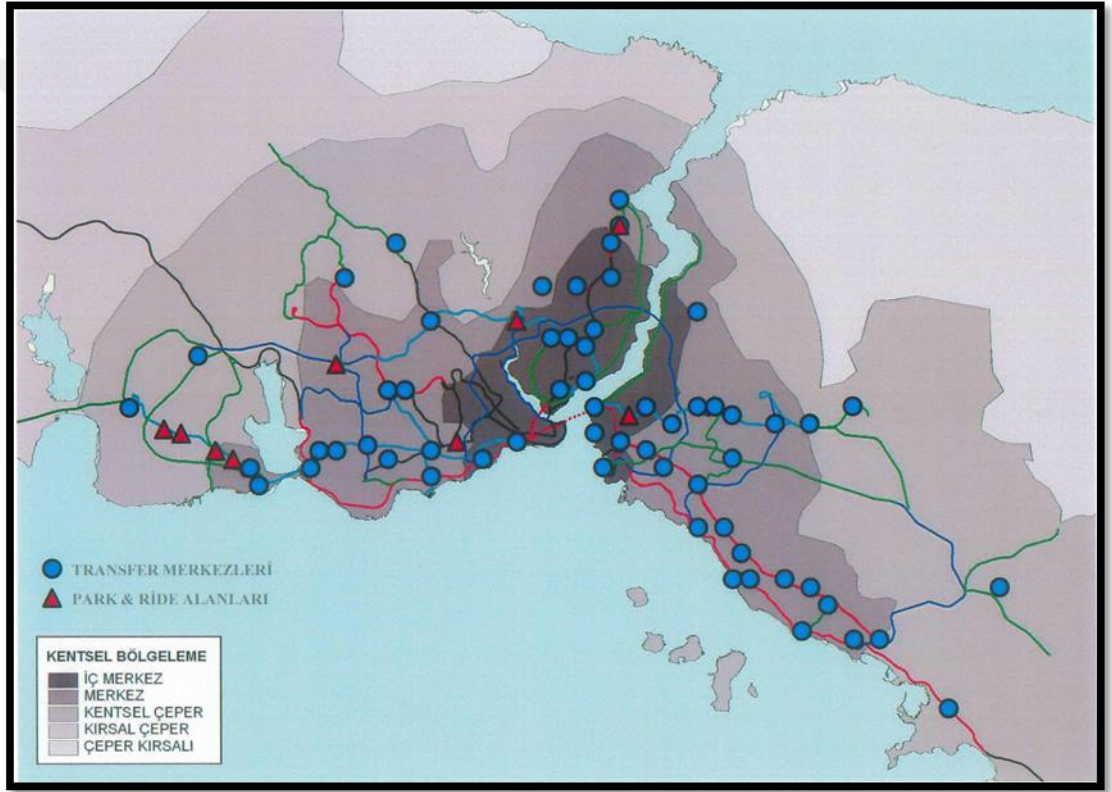 TRANSFER MERKEZLERİ
PARK & RİDE ALANLARI
KENTSEL BÖLGELEME
İÇ MERKEZ
MERKEZ
KENTSEL ÇEPER
KIRSAL ÇEPER
ÇEPER KIRSALI